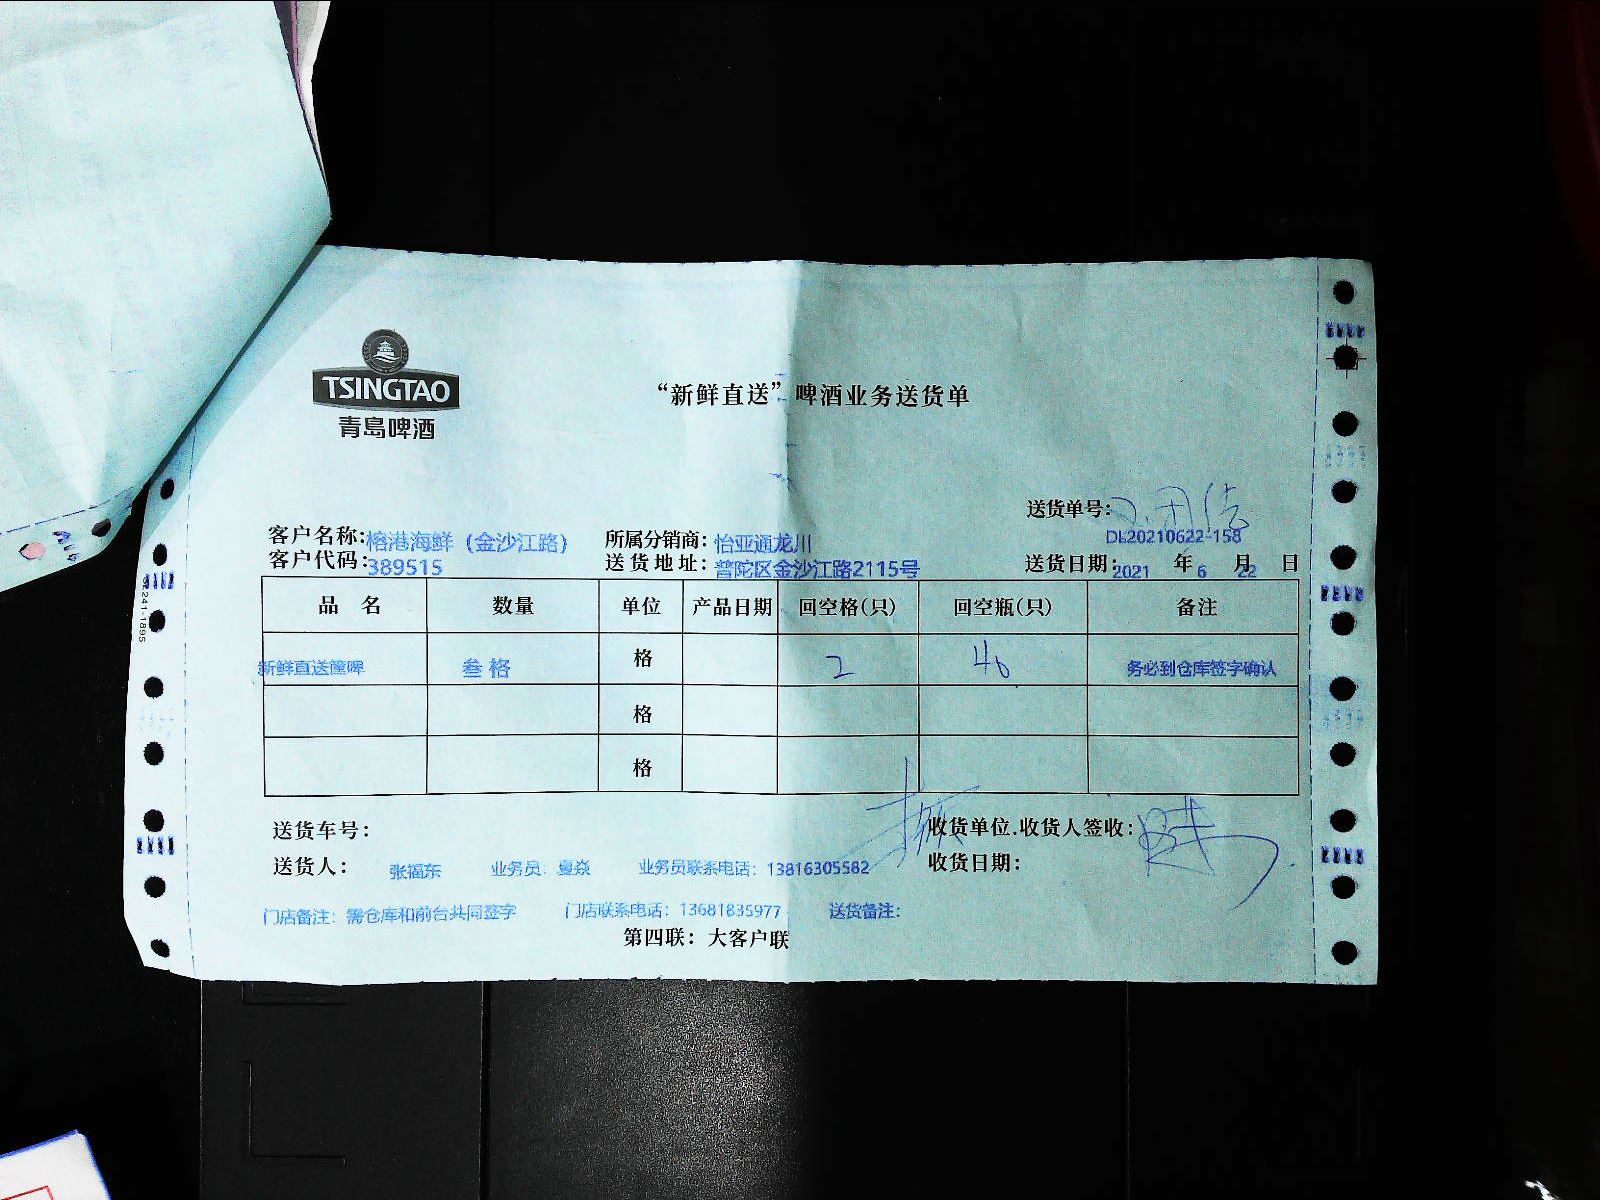 TSINGTAO
青岛啤酒
“新鲜直送” 啤酒业务送货单
送货单号:
DL20210622-158
客户名称:榕港海鲜（金沙江路） 所属分销商:怡亚通龙川
客户代码:389515 送货地址:普陀区金沙江路2115号 送货日期:2021 年 6 月 22 日
品 名 数量 单位 产品日期 回空格(只) 回空瓶(只) 备注
新鲜直送筐啤 叁格 格 2 46 务必到仓库签字确认
格
格
送货车号: 收货单位.收货人签收:
送货人: 张福东 业务员: 夏焱 业务员联系电话: 13816305582 收货日期:
门店备注: 需仓库和前台共同签字 门店联系电话: 13681835977 送货备注:
第四联: 大客户联
241-1895